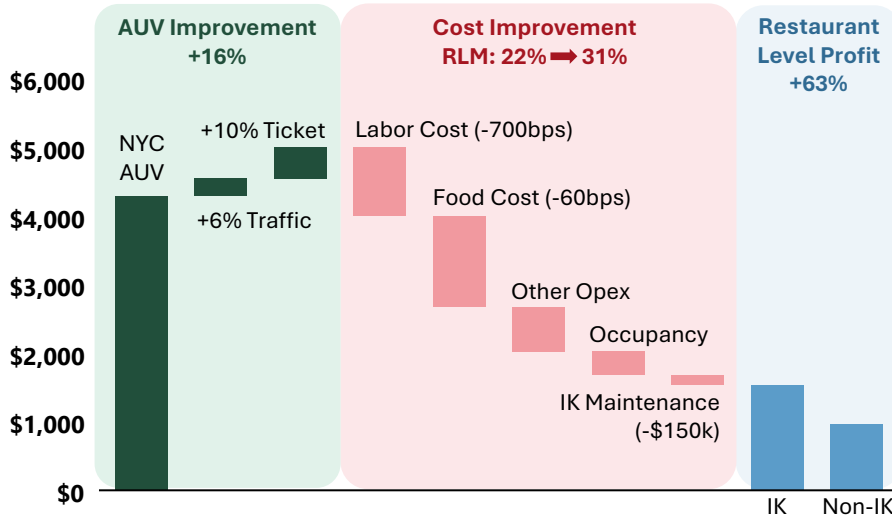 AUV Improvement
+16%
Cost Improvement
RLM: 22% ➡ 31%
Restaurant
Level Profit
+63%
$6,000
$5,000
$4,000
$3,000
$2,000
$1,000
$0
NYC
AUV
+10% Ticket
+6% Traffic
Labor Cost (-700bps)
Food Cost (-60bps)
Other Opex
Occupancy
IK Maintenance
(-$150k)
IK
Non-IK